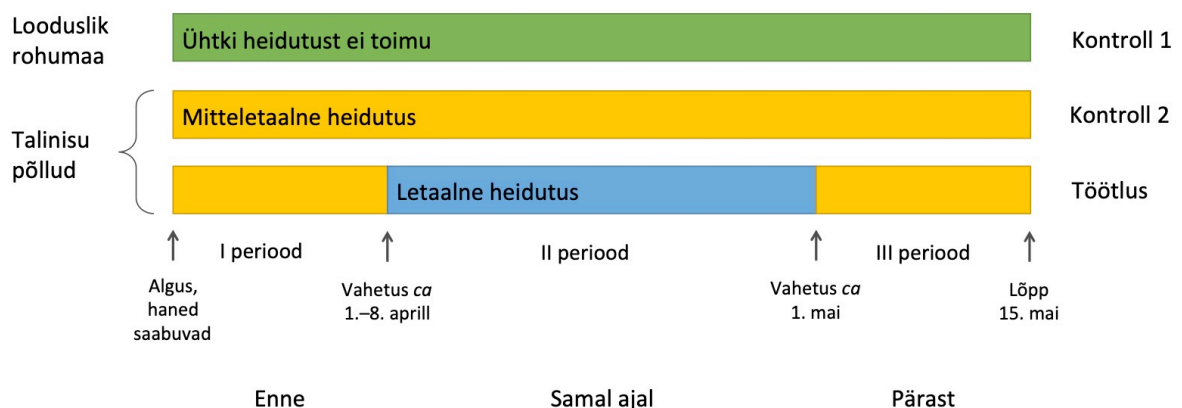 Looduslik
rohumaa
Ühtki heidutust ei toimu
Kontroll 1
Talinisu
põllud
Mitteletaalne heidutus
Kontroll 2
Letaalne heidutus
Töötlus
I periood
II periood
III periood
Algus,
haned
saabuvad
Vahetus ca
1.–8. aprill
Vahetus ca
1. mai
Lõpp
15. mai
Enne
Samal ajal
Pärast